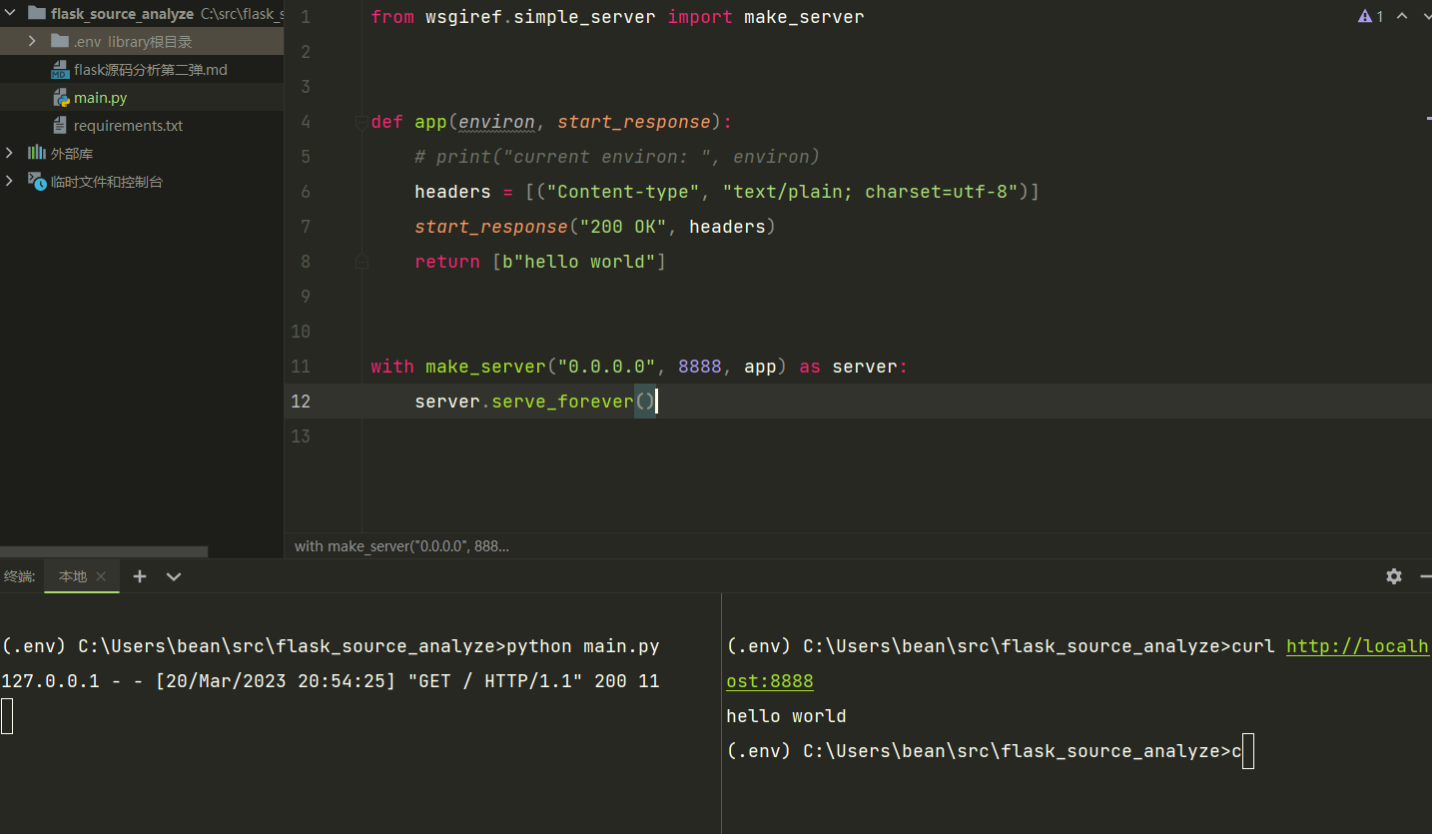 flask_source_analyze C:\src\flask_s
.env library根目录
flask源码分析第二弹.md
main.py
requirements.txt
外部库
临时文件和控制台
1 from wsgiref.simple_server import make_server
2
3
4 def app(environ, start_response):
5 # print("current environ: ", environ)
6 headers = [("Content-type", "text/plain; charset=utf-8")]
7 start_response("200 OK", headers)
8 return [b"hello world"]
9
10
11 with make_server("0.0.0.0", 8888, app) as server:
12 server.serve_forever()
13
1
with make_server("0.0.0.0", 888...
终端: 本地
(.env) C:\Users\bean\src\flask_source_analyze>python main.py
127.0.0.1 - - [20/Mar/2023 20:54:25] "GET / HTTP/1.1" 200 11
(.env) C:\Users\bean\src\flask_source_analyze>curl http://localh
ost:8888
hello world
(.env) C:\Users\bean\src\flask_source_analyze>c